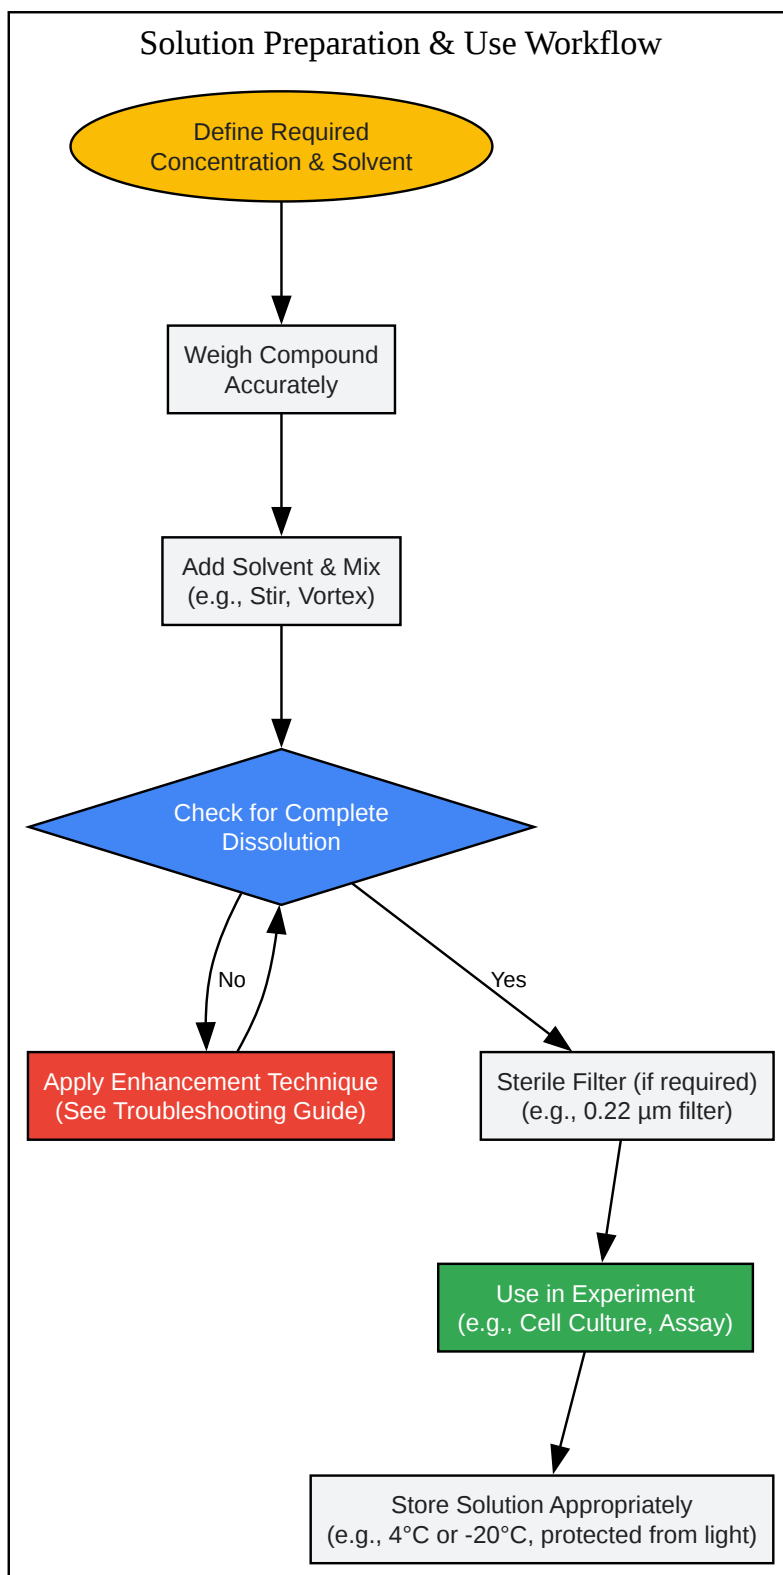 Solution Preparation & Use Workflow
Define Required
Concentration & Solvent
Weigh Compound
Accurately
Add Solvent & Mix
(e.g., Stir, Vortex)
Check for Complete
Dissolution
No
Yes
Apply Enhancement Technique
(See Troubleshooting Guide)
Sterile Filter (if required)
(e.g., 0.22 µm filter)
Use in Experiment
(e.g., Cell Culture, Assay)
Store Solution Appropriately
(e.g., 4°C or -20°C, protected from light)